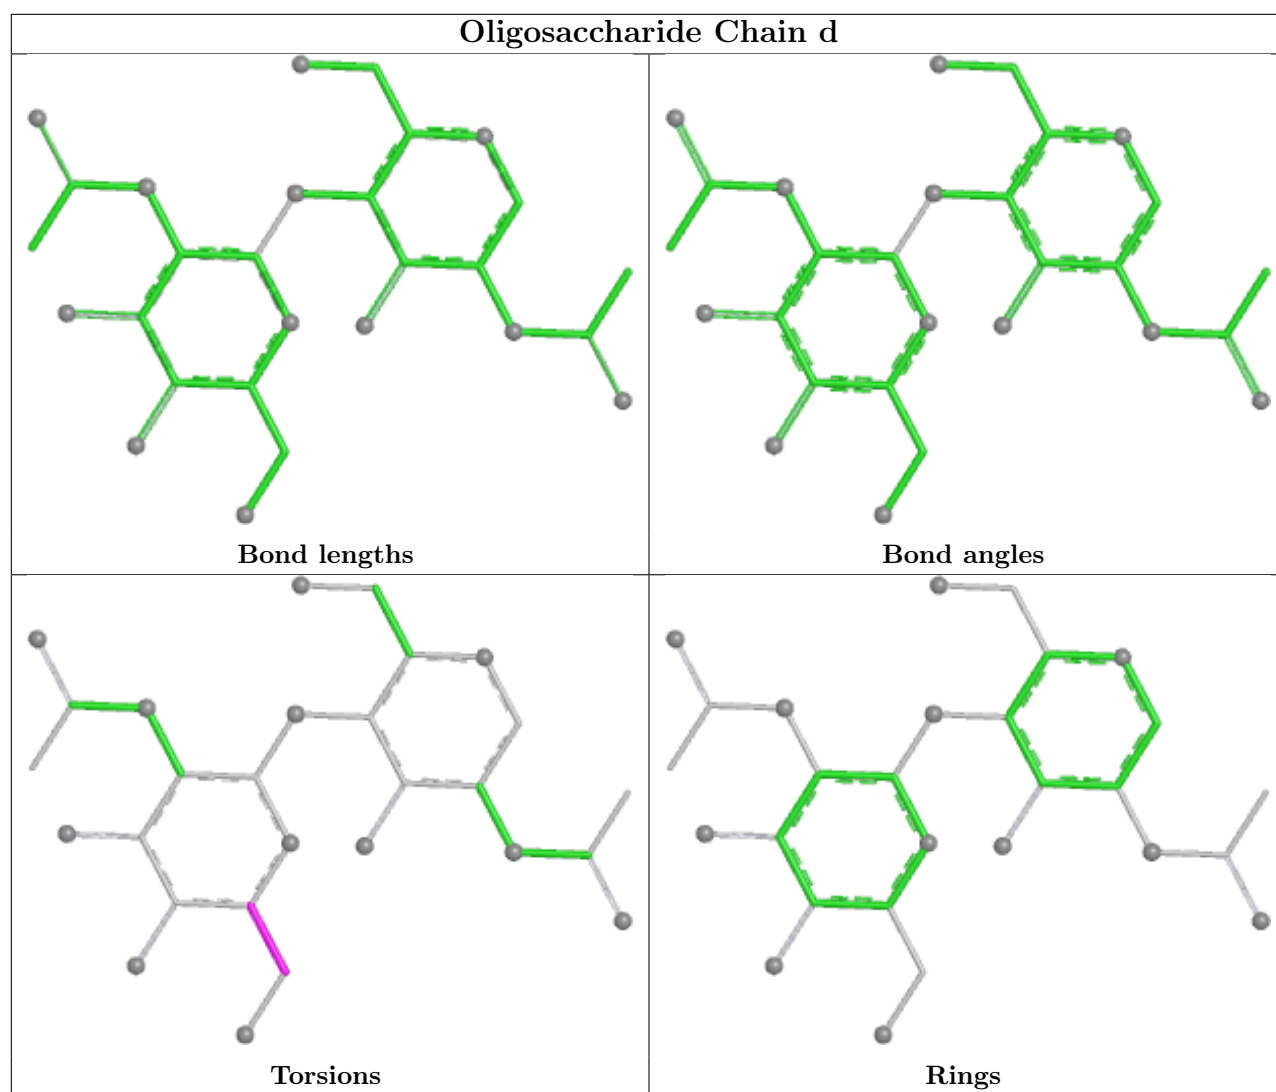 Oligosaccharide Chain d
Bond lengths
Bond angles
Torsions
Rings